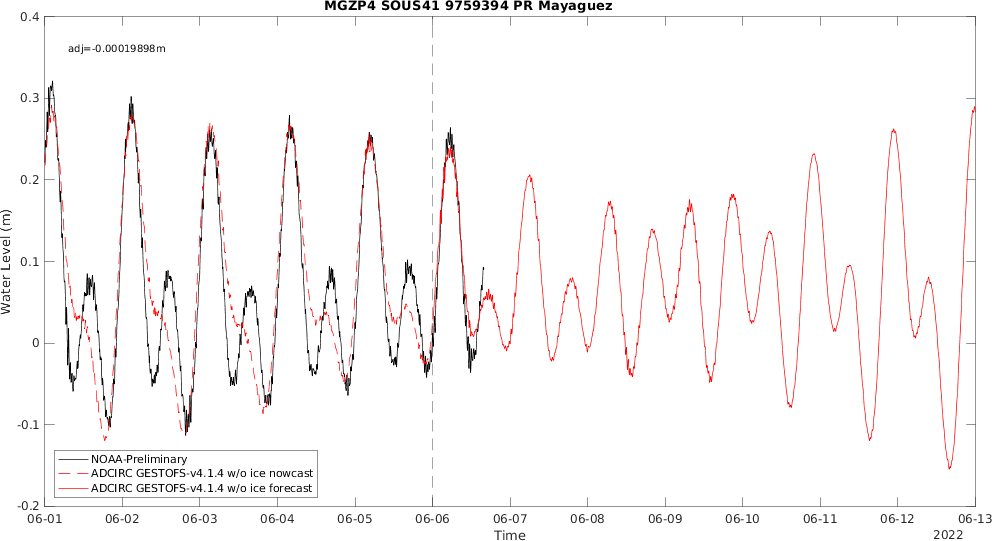 MGZP4 SOUS41 9759394 PR Mayaguez
0.4
adj=-0.00019898m
0.3
0.2
Water Level (m)
0.1
0
-0.1
NOAA-Preliminary
ADCIRC GESTOFS-v4.1.4 w/o ice nowcast
ADCIRC GESTOFS-v4.1.4 w/o ice forecast
-0.2
06-01 06-02 06-03 06-04 06-05 06-06 06-07 06-08 06-09 06-10 06-11 06-12 06-13
Time
2022